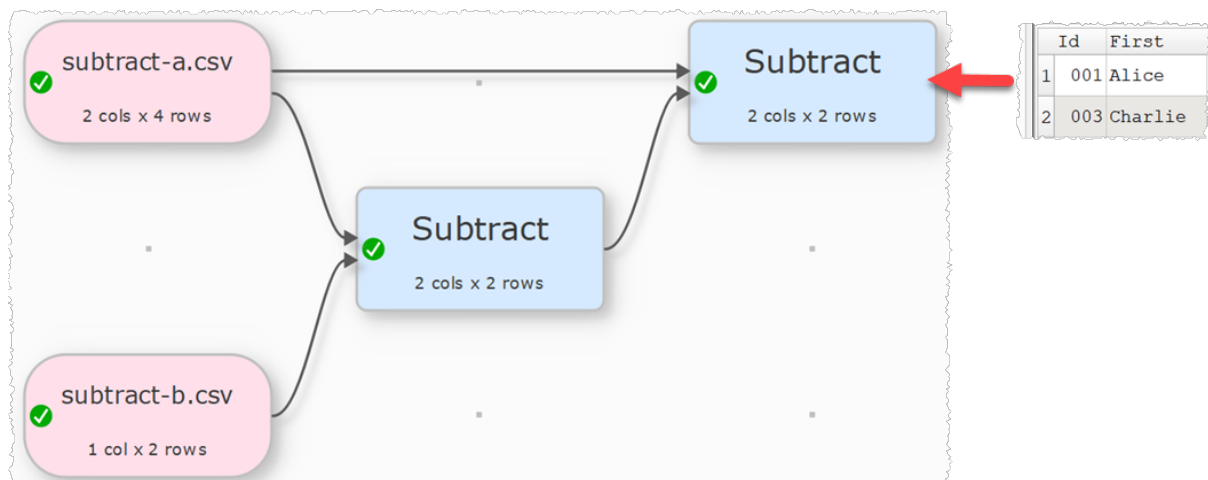 subtract-a.csv
2 cols x 4 rows
Subtract
2 cols x 2 rows
Id First
1 001 Alice
2 003 Charlie
Subtract
2 cols x 2 rows
subtract-b.csv
1 col x 2 rows